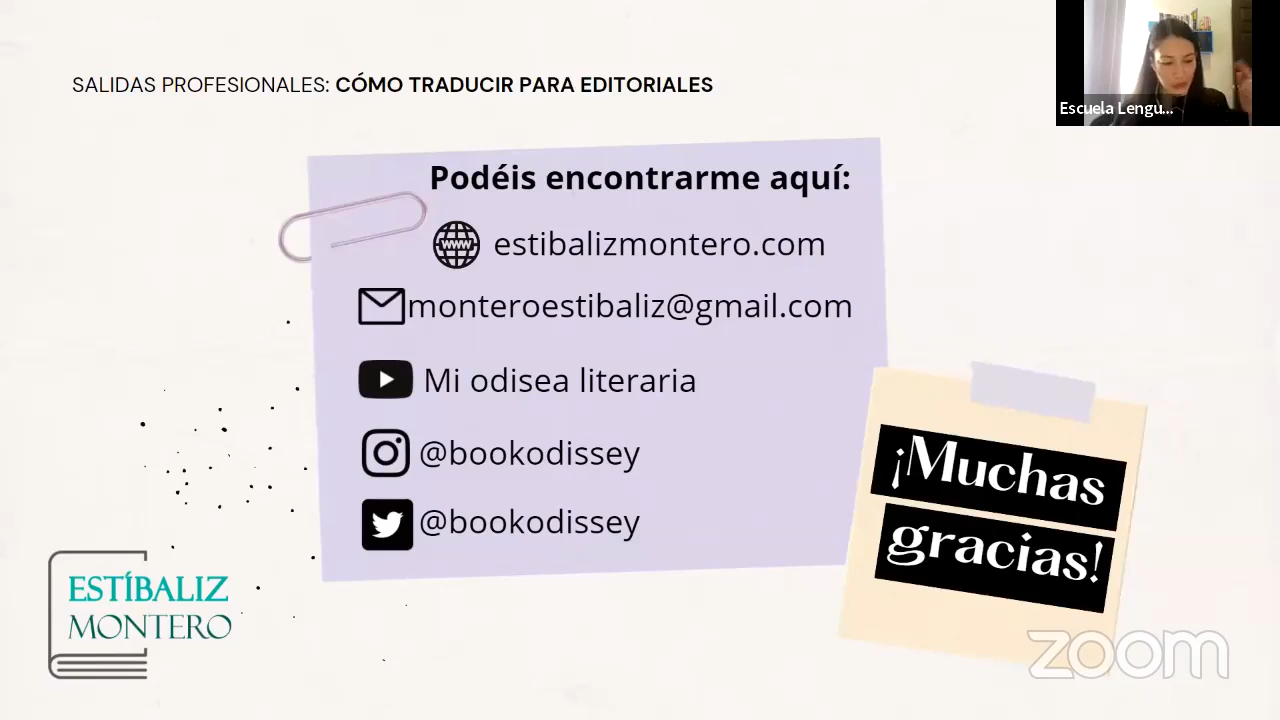 Escuela Lengu...
SALIDAS PROFESIONALES: CÓMO TRADUCIR PARA EDITORIALES
Podéis encontrarme aquí:
www
estibalizmontero.com
monteroestibaliz@gmail.com
Mi odisea literaria
@bookodissey
@bookodissey
¡Muchas
gracias!
ESTÍBALIZ
MONTERO
zoom